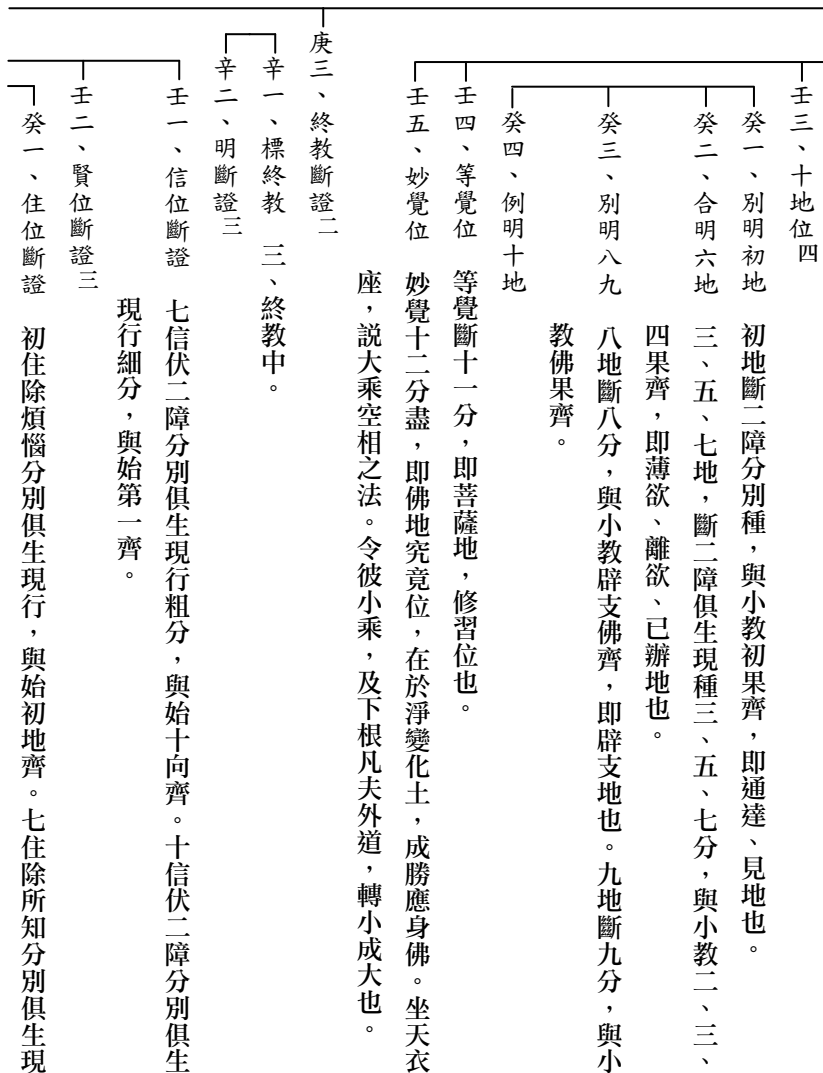 壬三、十地位四
癸一、別明初地　初地斷二障分別種，與小教初果齊，即通達、見地也。
癸二、合明六地　三、五、七地，斷二障俱生現種三、五、七分，與小教二、三、
四果齊，即薄欲、離欲、已辦地也。
癸三、別明八九　八地斷八分，與小教辟支佛齊，即辟支地也。九地斷九分，與小
教佛果齊。
癸四、例明十地
壬四、等覺位　等覺斷十一分，即菩薩地，修習位也。
壬五、妙覺位　妙覺十二分盡，即佛地究竟位，在於淨變化土，成勝應身佛。坐天衣
座，説大乘空相之法。令彼小乘，及下根凡夫外道，轉小成大也。
庚三、終教斷證二
辛一、標終教　三、終教中。
辛二、明斷證三
壬一、信位斷證　七信伏二障分別俱生現行粗分，與始十向齊。十信伏二障分別俱生
現行細分，與始第一齊。
壬二、賢位斷證三
癸一、住位斷證　初住除煩惱分別俱生現行，與始初地齊。七住除所知分別俱生現